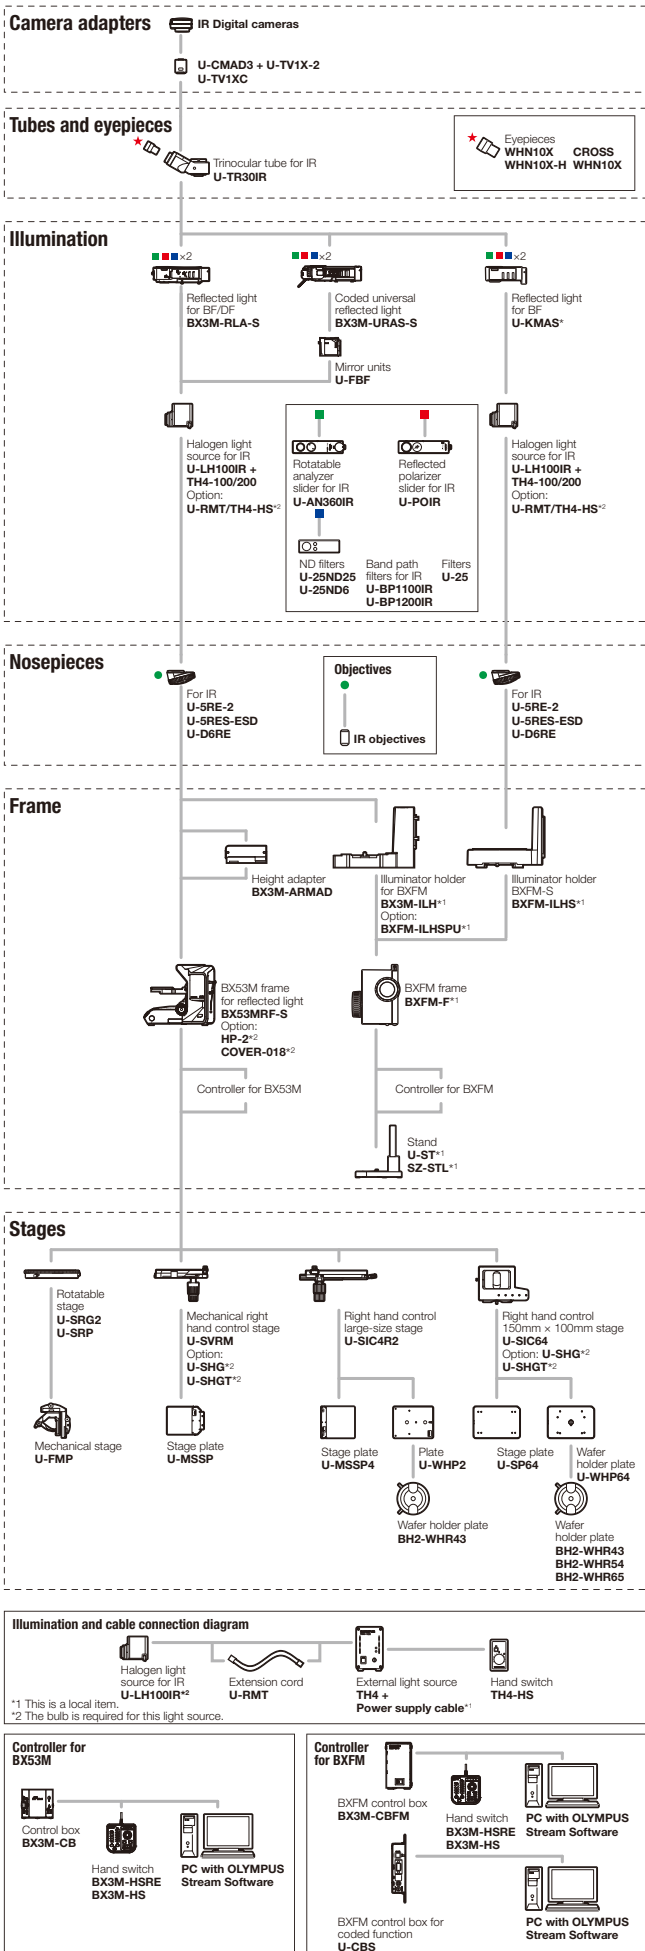 Camera adapters
IR Digital cameras
U-CMAD3 + U-TV1X-2
U-TV1XC
Tubes and eyepieces
Trinocular tube for IR
U-TR30IR
Eyepieces
WHN10X CROSS
WHN10X-H WHN10X
Illumination
×2
×2
×2
Reflected light
for BF/DF
BX3M-RLA-S
Coded universal
reflected light
BX3M-URAS-S
Reflected light
for BF
U-KMAS*
Mirror units
U-FBF
Halogen light
source for IR
U-LH100IR +
TH4-100/200
Option:
U-RMT/TH4-HS*2
Rotatable
analyzer
slider for IR
U-AN360IR
Reflected
polarizer
slider for IR
U-POIR
ND filters
U-25ND25
U-25ND6
Band path
filters for IR
U-BP1100IR
U-BP1200IR
Filters
U-25
Halogen light
source for IR
U-LH100IR +
TH4-100/200
Option:
U-RMT/TH4-HS*2
Nosepieces
For IR
U-5RE-2
U-5RES-ESD
U-D6RE
Objectives
IR objectives
For IR
U-5RE-2
U-5RES-ESD
U-D6RE
Frame
Height adapter
BX3M-ARMAD
Illuminator holder
for BXFM
BX3M-ILH*1
Option:
BXFM-ILHSPU*1
Illuminator holder
BXFM-S
BXFM-ILHS*1
BX53M frame
for reflected light
BX53MRF-S
Option:
HP-2*2
COVER-018*2
BXFM frame
BXFM-F*1
Controller for BX53M
Controller for BXFM
Stand
U-ST*1
SZ-STL*1
Stages
Rotatable
stage
U-SRG2
U-SRP
Mechanical right
hand control stage
U-SVRM
Option:
U-SHG*2
U-SHGT*2
Right hand control
large-size stage
U-SIC4R2
Right hand control
150mm × 100mm stage
U-SIC64
Option: U-SHG*2
U-SHGT*2
Mechanical stage
U-FMP
Stage plate
U-MSSP
Stage plate
U-MSSP4
Plate
U-WHP2
Stage plate
U-SP64
Wafer
holder plate
U-WHP64
Wafer holder plate
BH2-WHR43
Wafer
holder plate
BH2-WHR43
BH2-WHR54
BH2-WHR65
Illumination and cable connection diagram
Halogen light
source for IR
U-LH100IR*2
Extension cord
U-RMT
External light source
TH4 +
Power supply cable*1
Hand switch
TH4-HS
*1 This is a local item.
*2 The bulb is required for this light source.
Controller for
BX53M
Control box
BX3M-CB
Hand switch
BX3M-HSRE
BX3M-HS
PC with OLYMPUS
Stream Software
Controller
for BXFM
BXFM control box
BX3M-CBFM
Hand switch
BX3M-HSRE
BX3M-HS
PC with OLYMPUS
Stream Software
BXFM control box for
coded function
U-CBS
PC with OLYMPUS
Stream Software